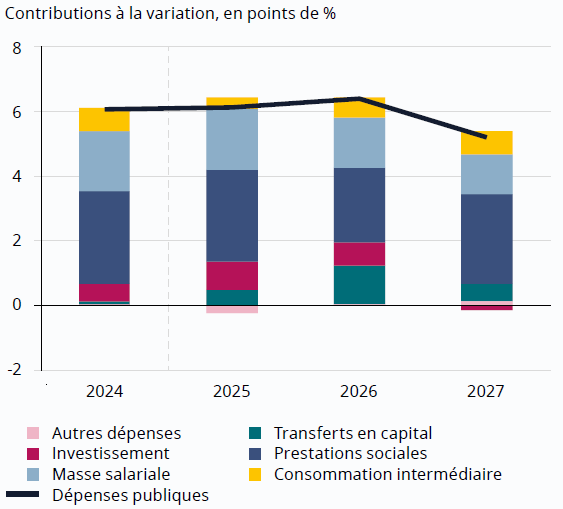 Contributions à la variation, en points de %
8
6
4
2
0
-2
2024 2025 2026 2027
Autres dépenses Transferts en capital
Investissement Prestations sociales
Masse salariale Consommation intermédiaire
Dépenses publiques